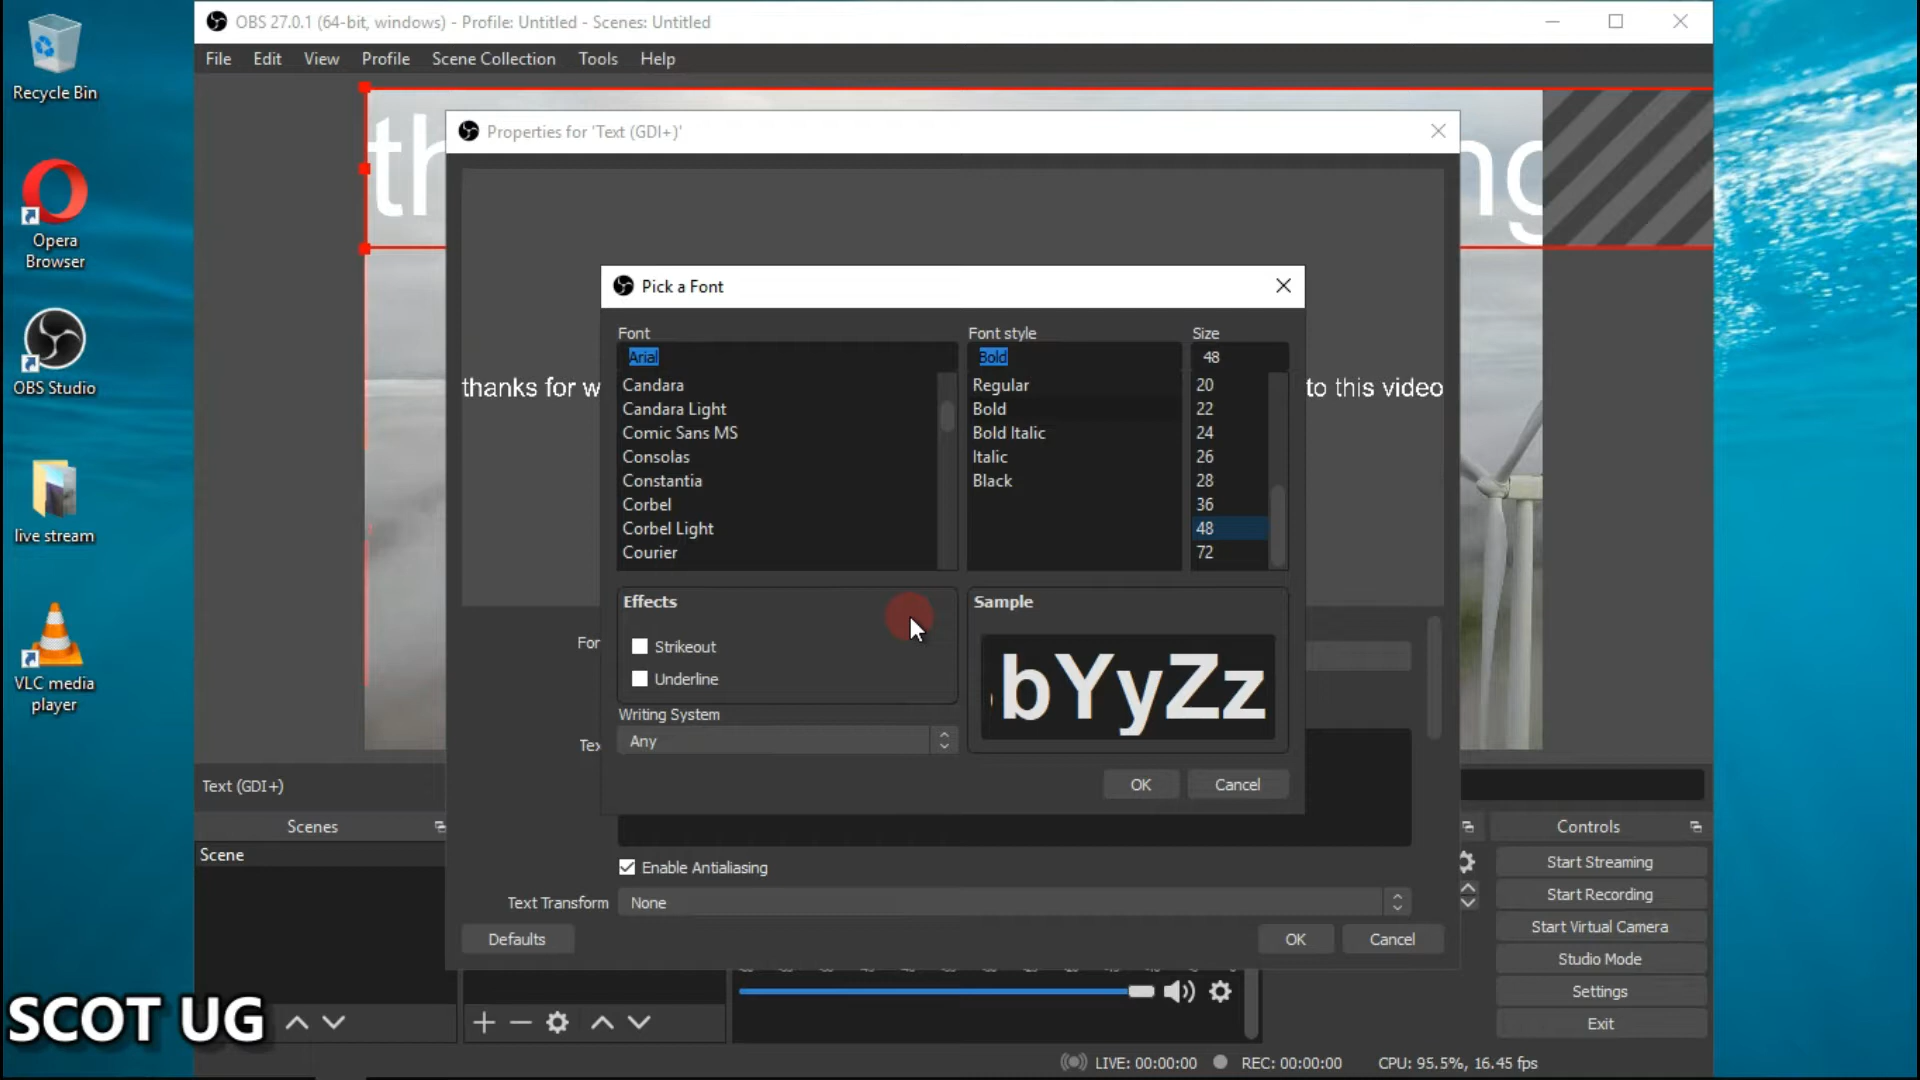 Recycle Bin
Opera
Browser
OBS Studio
live stream
VLC media
player
OBS 27.0.1 (64-bit, windows) - Profile: Untitled - Scenes: Untitled
File Edit View Profile Scene Collection Tools Help
th ng
Properties for 'Text (GDI+)'
thanks for w to this video
Pick a Font
Font Font style Size
Arial Bold 48
Candara Regular 20
Candara Light Bold 22
Comic Sans MS Bold Italic 24
Consolas Italic 26
Constantia Black 28
Corbel 36
Corbel Light 48
Courier 72
Effects Sample
Strikeout
Underline
bYyZz
Writing System
Any
OK Cancel
For
Tex
Enable Antialiasing
Text Transform None
Defaults OK Cancel
Text (GDI+)
Scenes
Scene
Controls
Start Streaming
Start Recording
Start Virtual Camera
Studio Mode
Settings
Exit
SCOT UG
LIVE: 00:00:00 REC: 00:00:00 CPU: 95.5%, 16.45 fps